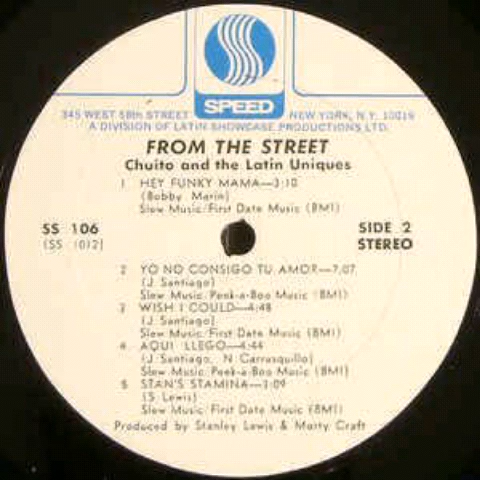 SPEED
345 WEST 58th STREET NEW YORK, N.Y. 10019
A DIVISION OF LATIN SHOWCASE PRODUCTIONS LTD.
FROM THE STREET
Chuito and the Latin Uniques
1 HEY FUNKY MAMA—3:10
(Bobby Marin)
Slew Music/First Date Music (BMI)
SS 106
(SS 1012)
SIDE 2
STEREO
2 YO NO CONSIGO TU AMOR—7:07
(J. Santiago)
Slew Music/Peek-a-Boo Music (BMI)
3 WISH I COULD—4:48
(J. Santiago)
Slew Music/First Date Music (BMI)
4 AQUI LLEGO—4:44
(J. Santiago, N. Carrasquillo)
Slew Music/Peek-a-Boo Music (BMI)
5 STAN'S STAMINA—3:09
(S. Lewis)
Slew Music/First Date Music (BMI)
Produced by Stanley Lewis & Marty Craft